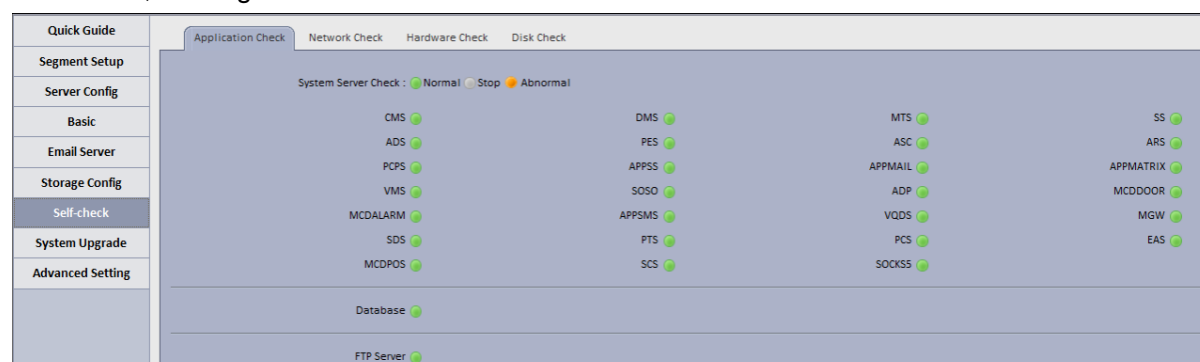 Quick Guide
Segment Setup
Server Config
Basic
Email Server
Storage Config
Self-check
System Upgrade
Advanced Setting
Application Check Network Check Hardware Check Disk Check
System Server Check : Normal Stop Abnormal
CMS DMS MTS SS
ADS PES ASC ARS
PCPS APPSS APPMAIL APPMATRIX
VMS SOSO ADP MCDDOOR
MCDALARM APPSMS VQDS MGW
SDS PTS PCS EAS
MCDPOS SCS SOCKS5
Database
FTP Server